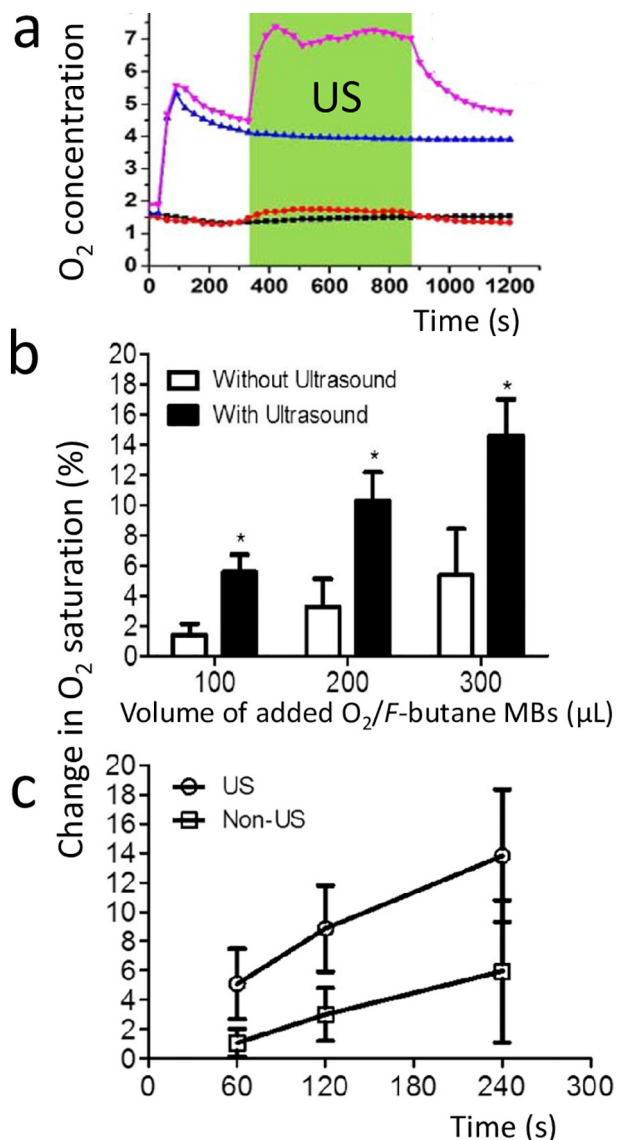 a
O₂ concentration
7
6
5
4
3
2
1
0
US
0 200 400 600 800 1000 1200
Time (s)
b
Change in O₂ saturation (%)
20
18
16
14
12
10
8
6
4
2
0
Without Ultrasound
With Ultrasound
*
*
*
100 200 300
Volume of added O₂/F-butane MBs (µL)
c
20
18
16
14
12
10
8
6
4
2
0
US
Non-US
0 60 120 180 240 300
Time (s)